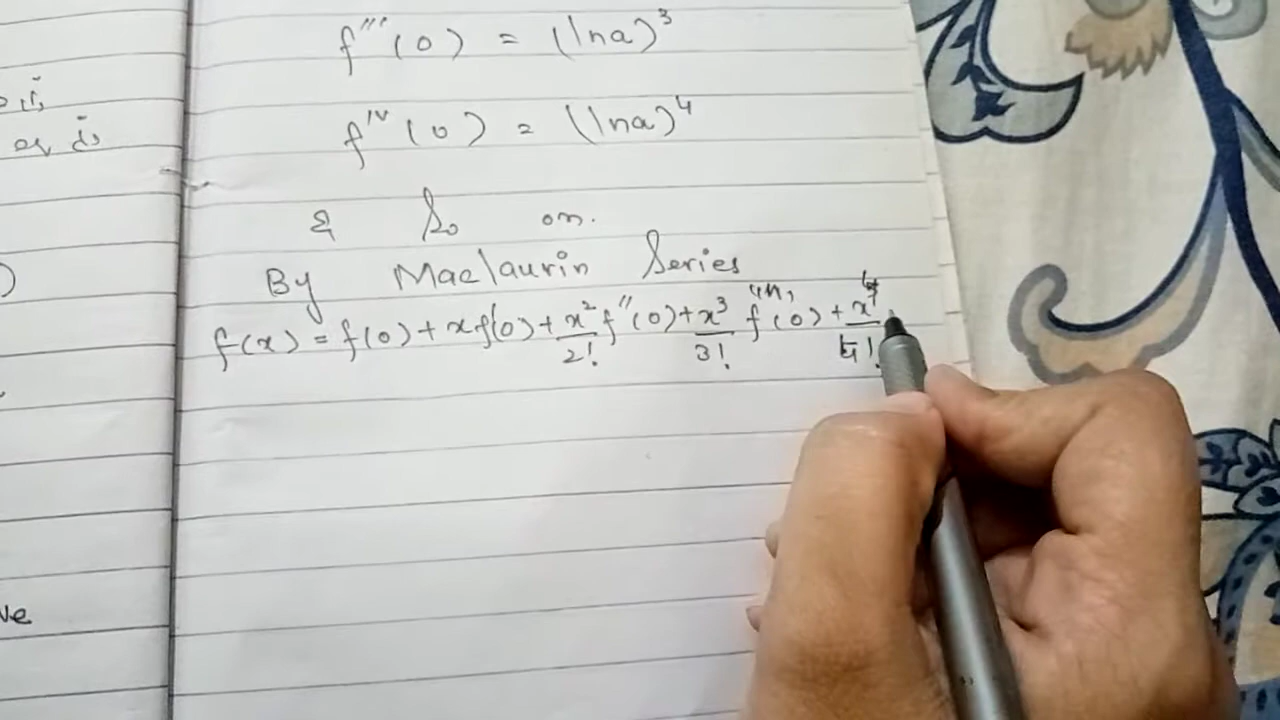 f'''(0) = (lna)³
f'ⱽ(0) = (lna)⁴
& So on.
By Maclaurin Series
f(x) = f(0) + xf'(0) + x²/2! f''(0) + x³/3! f'''(0) + x⁴/4!